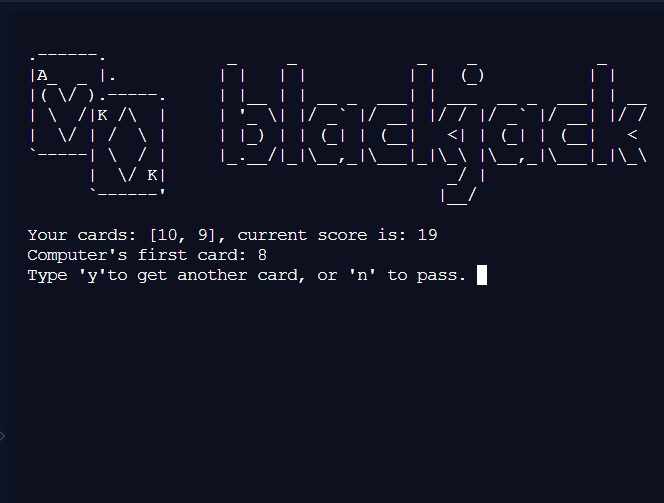 A
K
K
blackjack
Your cards: [10, 9], current score is: 19
Computer's first card: 8
Type 'y'to get another card, or 'n' to pass.